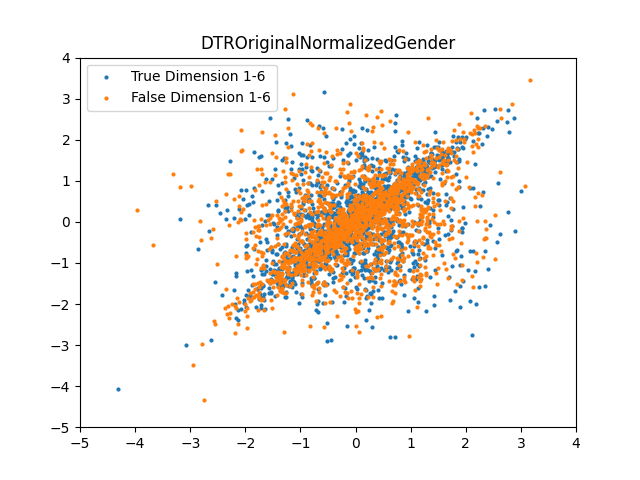 DTROriginalNormalizedGender
True Dimension 1-6
False Dimension 1-6
4
3
2
1
0
−1
−2
−3
−4
−5
−5 −4 −3 −2 −1 0 1 2 3 4